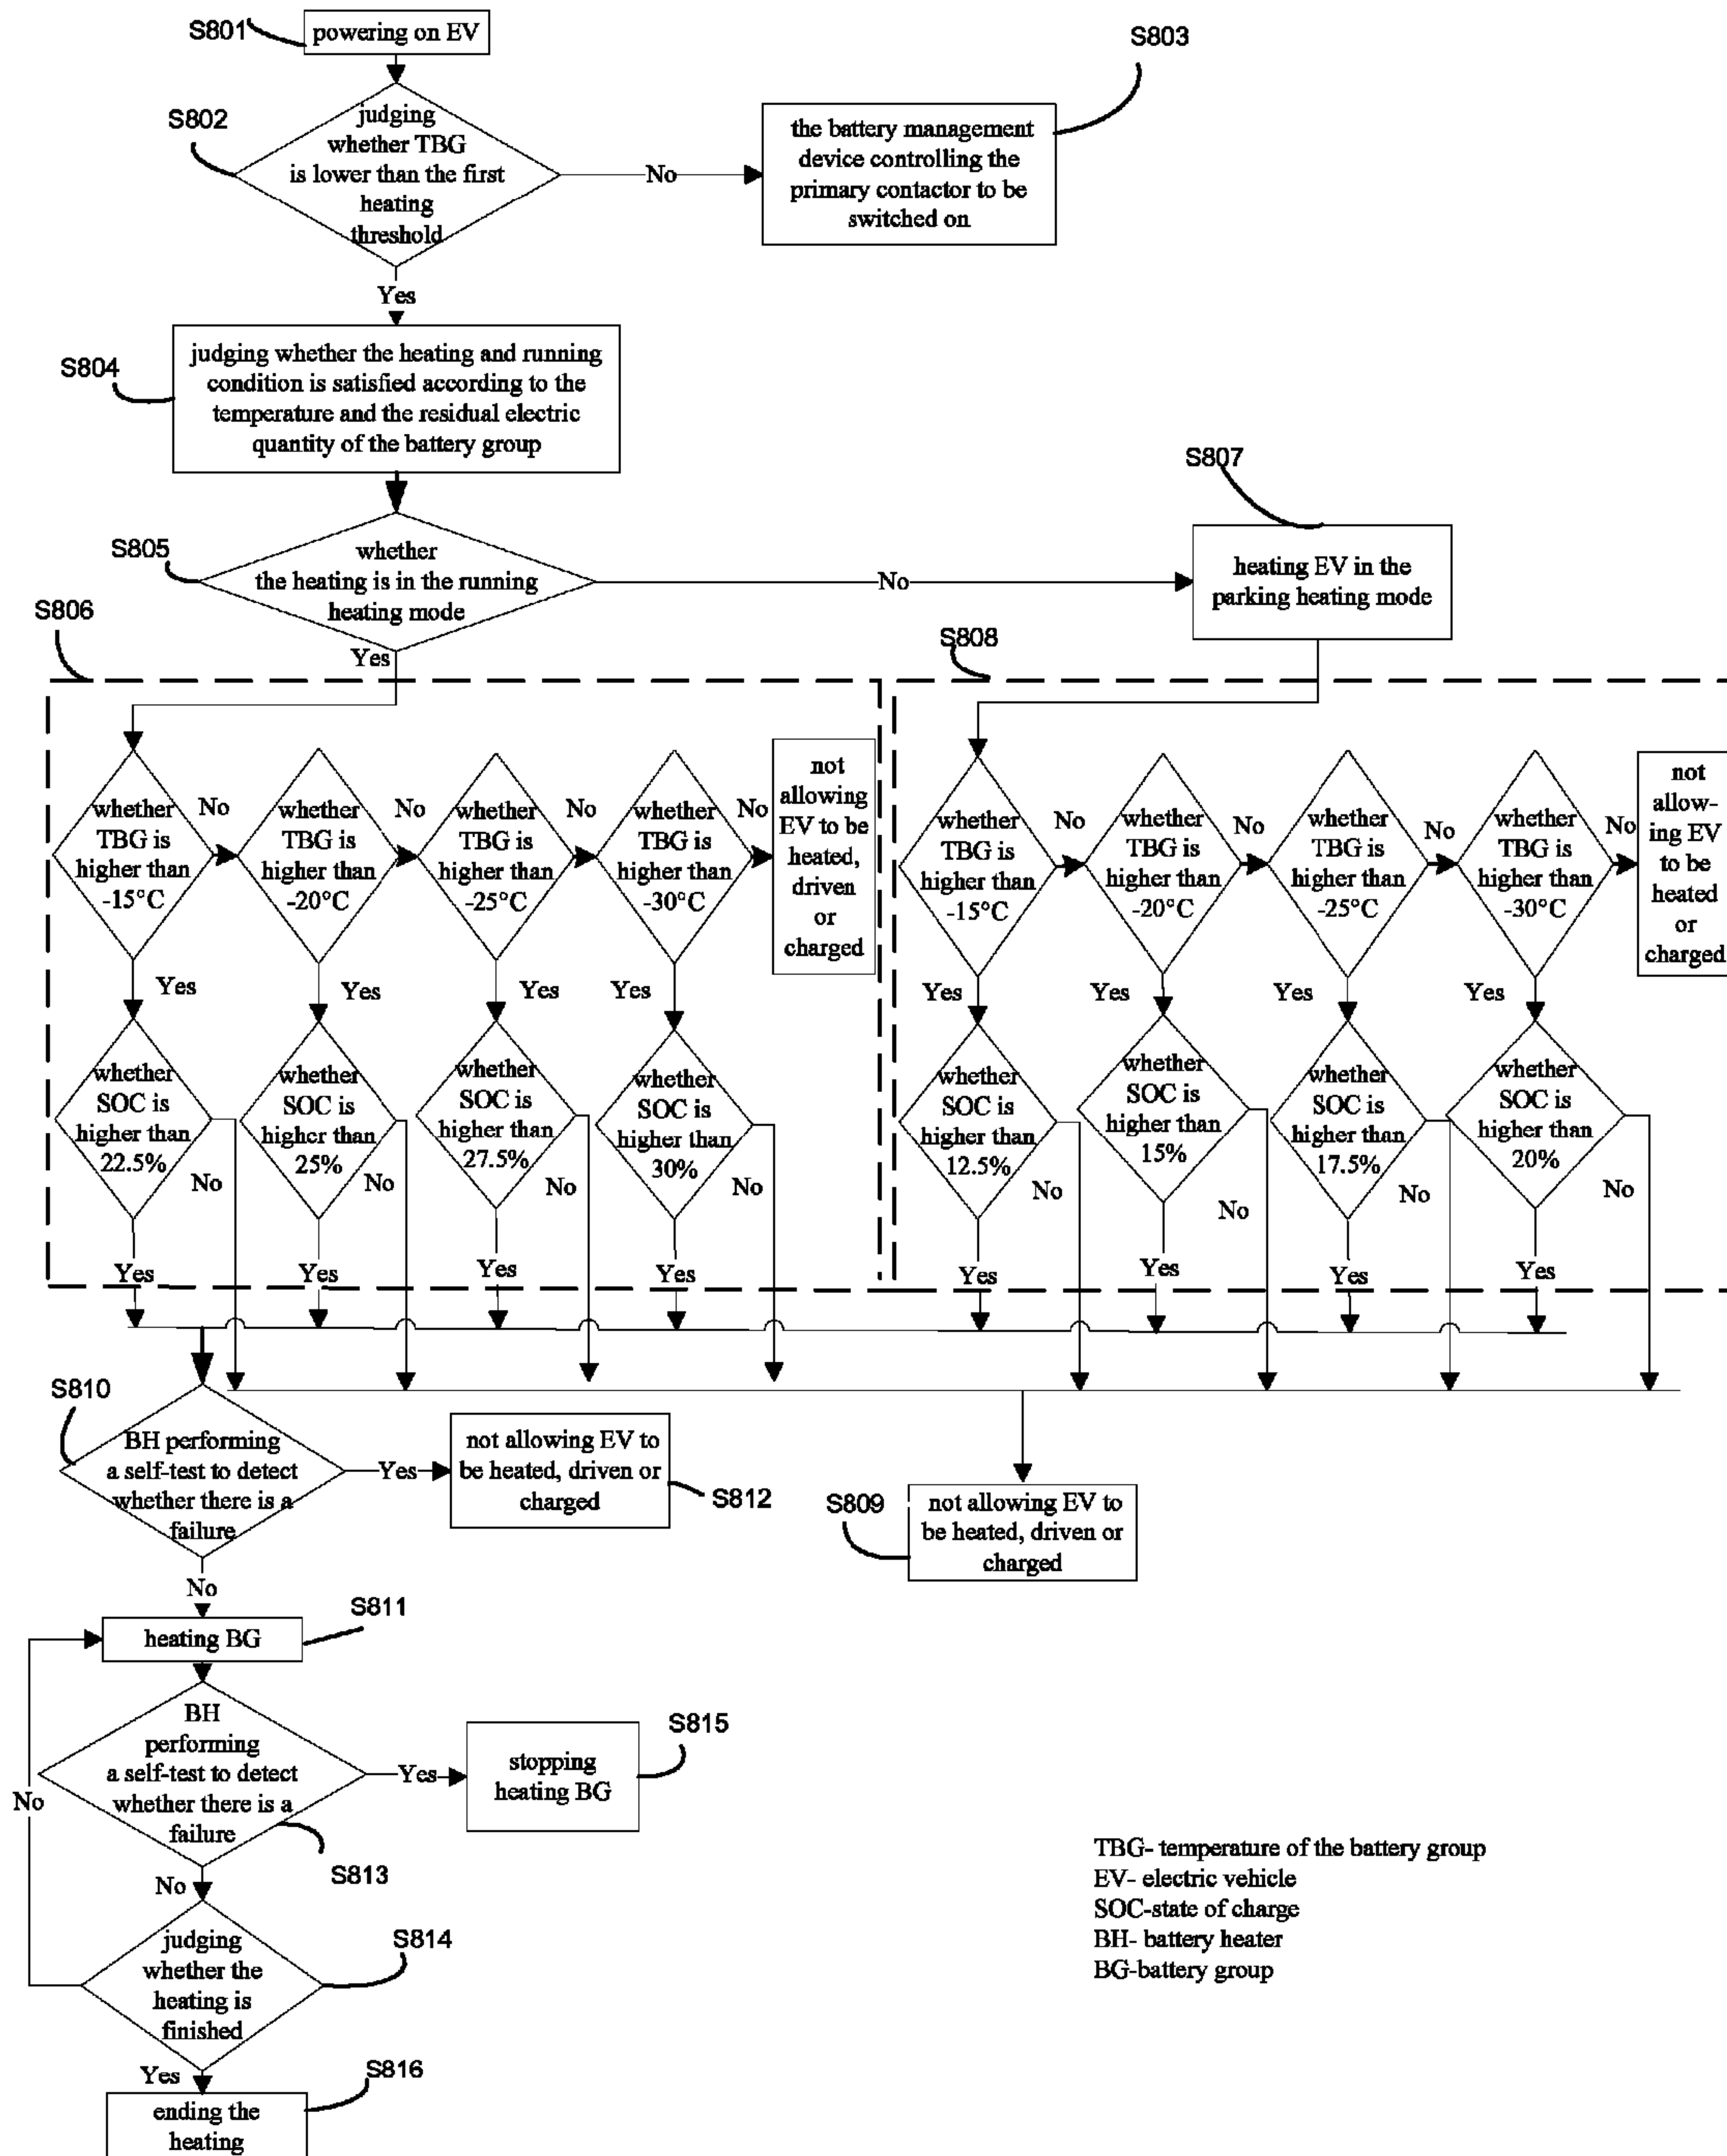 S801
powering on EV
S802
judging
whether TBG
is lower than the first
heating
threshold
No
S803
the battery management
device controlling the
primary contactor to be
switched on
Yes
S804
judging whether the heating and running
condition is satisfied according to the
temperature and the residual electric
quantity of the battery group
S805
whether
the heating is in the running
heating mode
No
S807
heating EV in the
parking heating mode
Yes
S806
whether
TBG is
higher than
-15°C
No
whether
TBG is
higher than
-20°C
No
whether
TBG is
higher than
-25°C
No
whether
TBG is
higher than
-30°C
No
not
allowing
EV to be
heated,
driven
or
charged
Yes
Yes
Yes
Yes
whether
SOC is
higher than
22.5%
No
whether
SOC is
higher than
25%
No
whether
SOC is
higher than
27.5%
No
whether
SOC is
higher than
30%
No
Yes
Yes
Yes
Yes
S808
whether
TBG is
higher than
-15°C
No
whether
TBG is
higher than
-20°C
No
whether
TBG is
higher than
-25°C
No
whether
TBG is
higher than
-30°C
No
not
allow-
ing EV
to be
heated
or
charged
Yes
Yes
Yes
Yes
whether
SOC is
higher than
12.5%
No
whether
SOC is
higher than
15%
No
whether
SOC is
higher than
17.5%
No
whether
SOC is
higher than
20%
No
Yes
Yes
Yes
Yes
S810
BH performing
a self-test to detect
whether there is a
failure
Yes
not allowing EV to
be heated, driven or
charged
S812
S809
not allowing EV to
be heated, driven or
charged
No
S811
heating BG
BH
performing
a self-test to detect
whether there is a
failure
S813
Yes
stopping
heating BG
S815
No
No
judging
whether the
heating is
finished
S814
Yes
S816
ending the
heating
TBG- temperature of the battery group
EV- electric vehicle
SOC-state of charge
BH- battery heater
BG-battery group